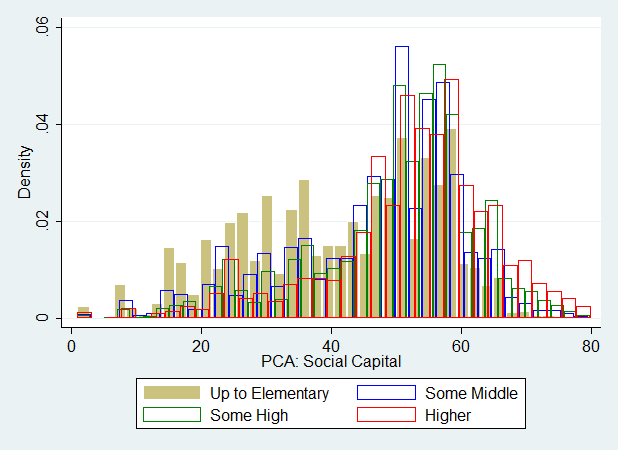 .06
.04
.02
0
Density
0 20 40 60 80
PCA: Social Capital
Up to Elementary Some Middle
Some High Higher